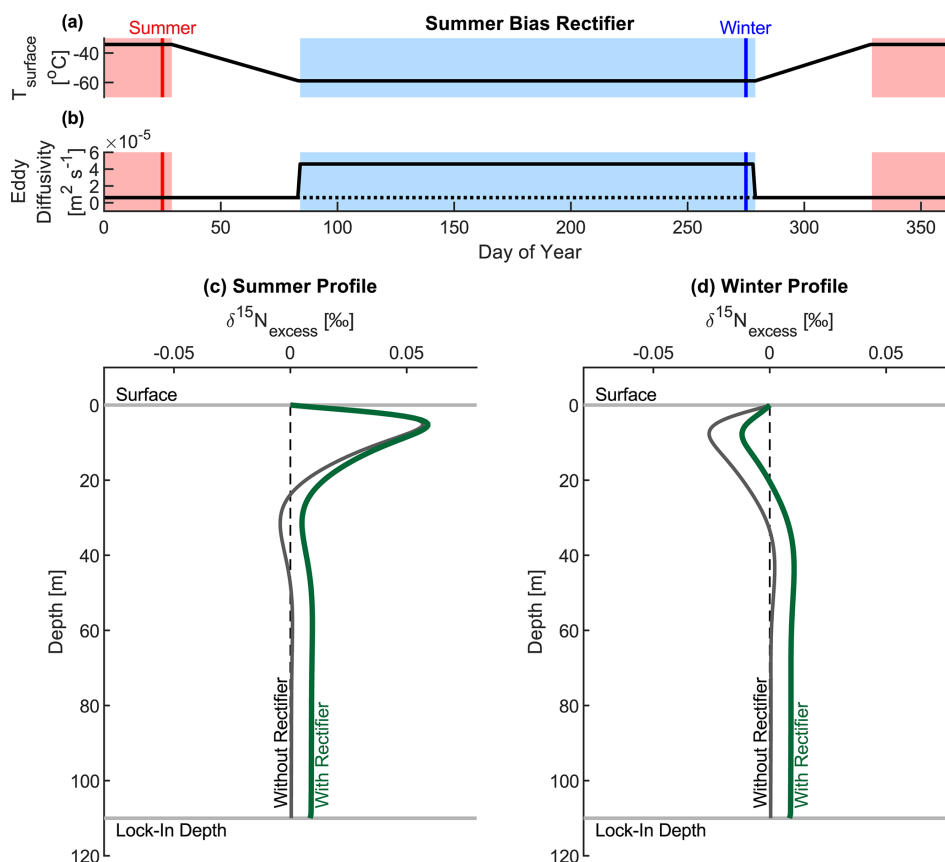 (a) Summer Bias Rectifier
Summer Winter
T surface [°C]
-40
-60
(b)
×10⁻⁵
Eddy
Diffusivity
[m² s⁻¹]
6
4
2
0
0 50 100 150 200 250 300 350
Day of Year
(c) Summer Profile
δ¹⁵N excess [‰]
-0.05 0 0.05
Surface
0
20
40
60
80
100
120
Depth [m]
Without Rectifier
With Rectifier
Lock-In Depth
(d) Winter Profile
δ¹⁵N excess [‰]
-0.05 0 0.05
Surface
0
20
40
60
80
100
120
Depth [m]
Without Rectifier
With Rectifier
Lock-In Depth